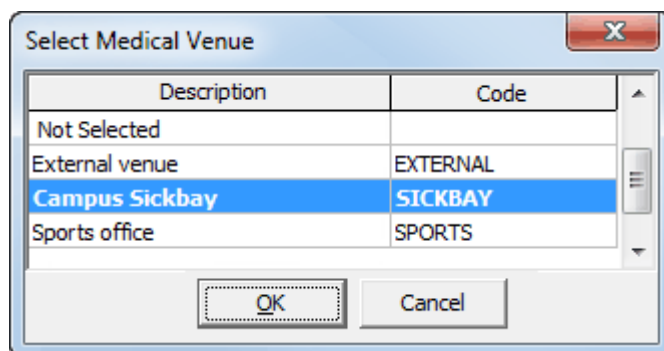 Select Medical Venue
Description Code
Not Selected
External venue EXTERNAL
Campus Sickbay SICKBAY
Sports office SPORTS
OK Cancel